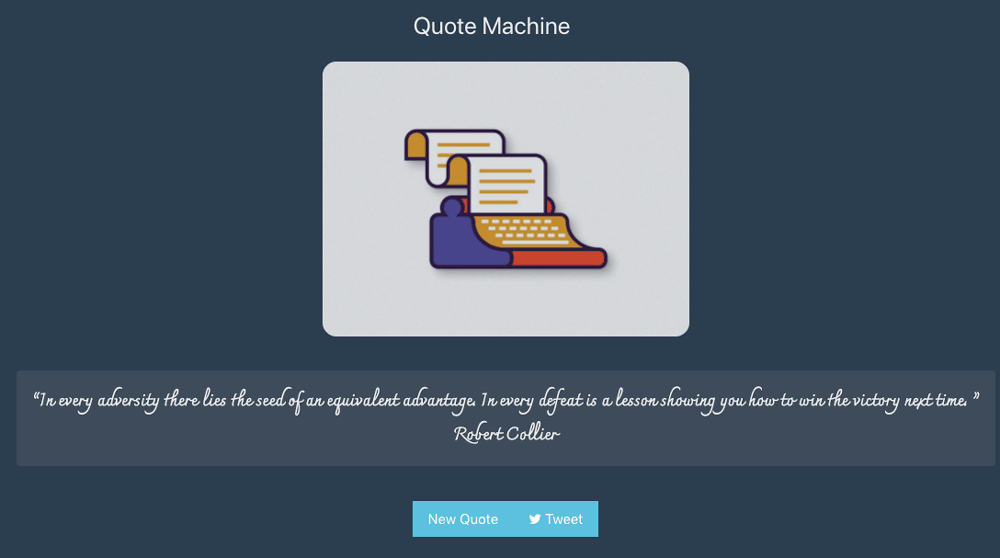 Quote Machine
“In every adversity there lies the seed of an equivalent advantage. In every defeat is a lesson showing you how to win the victory next time. ”
Robert Collier
New Quote Tweet